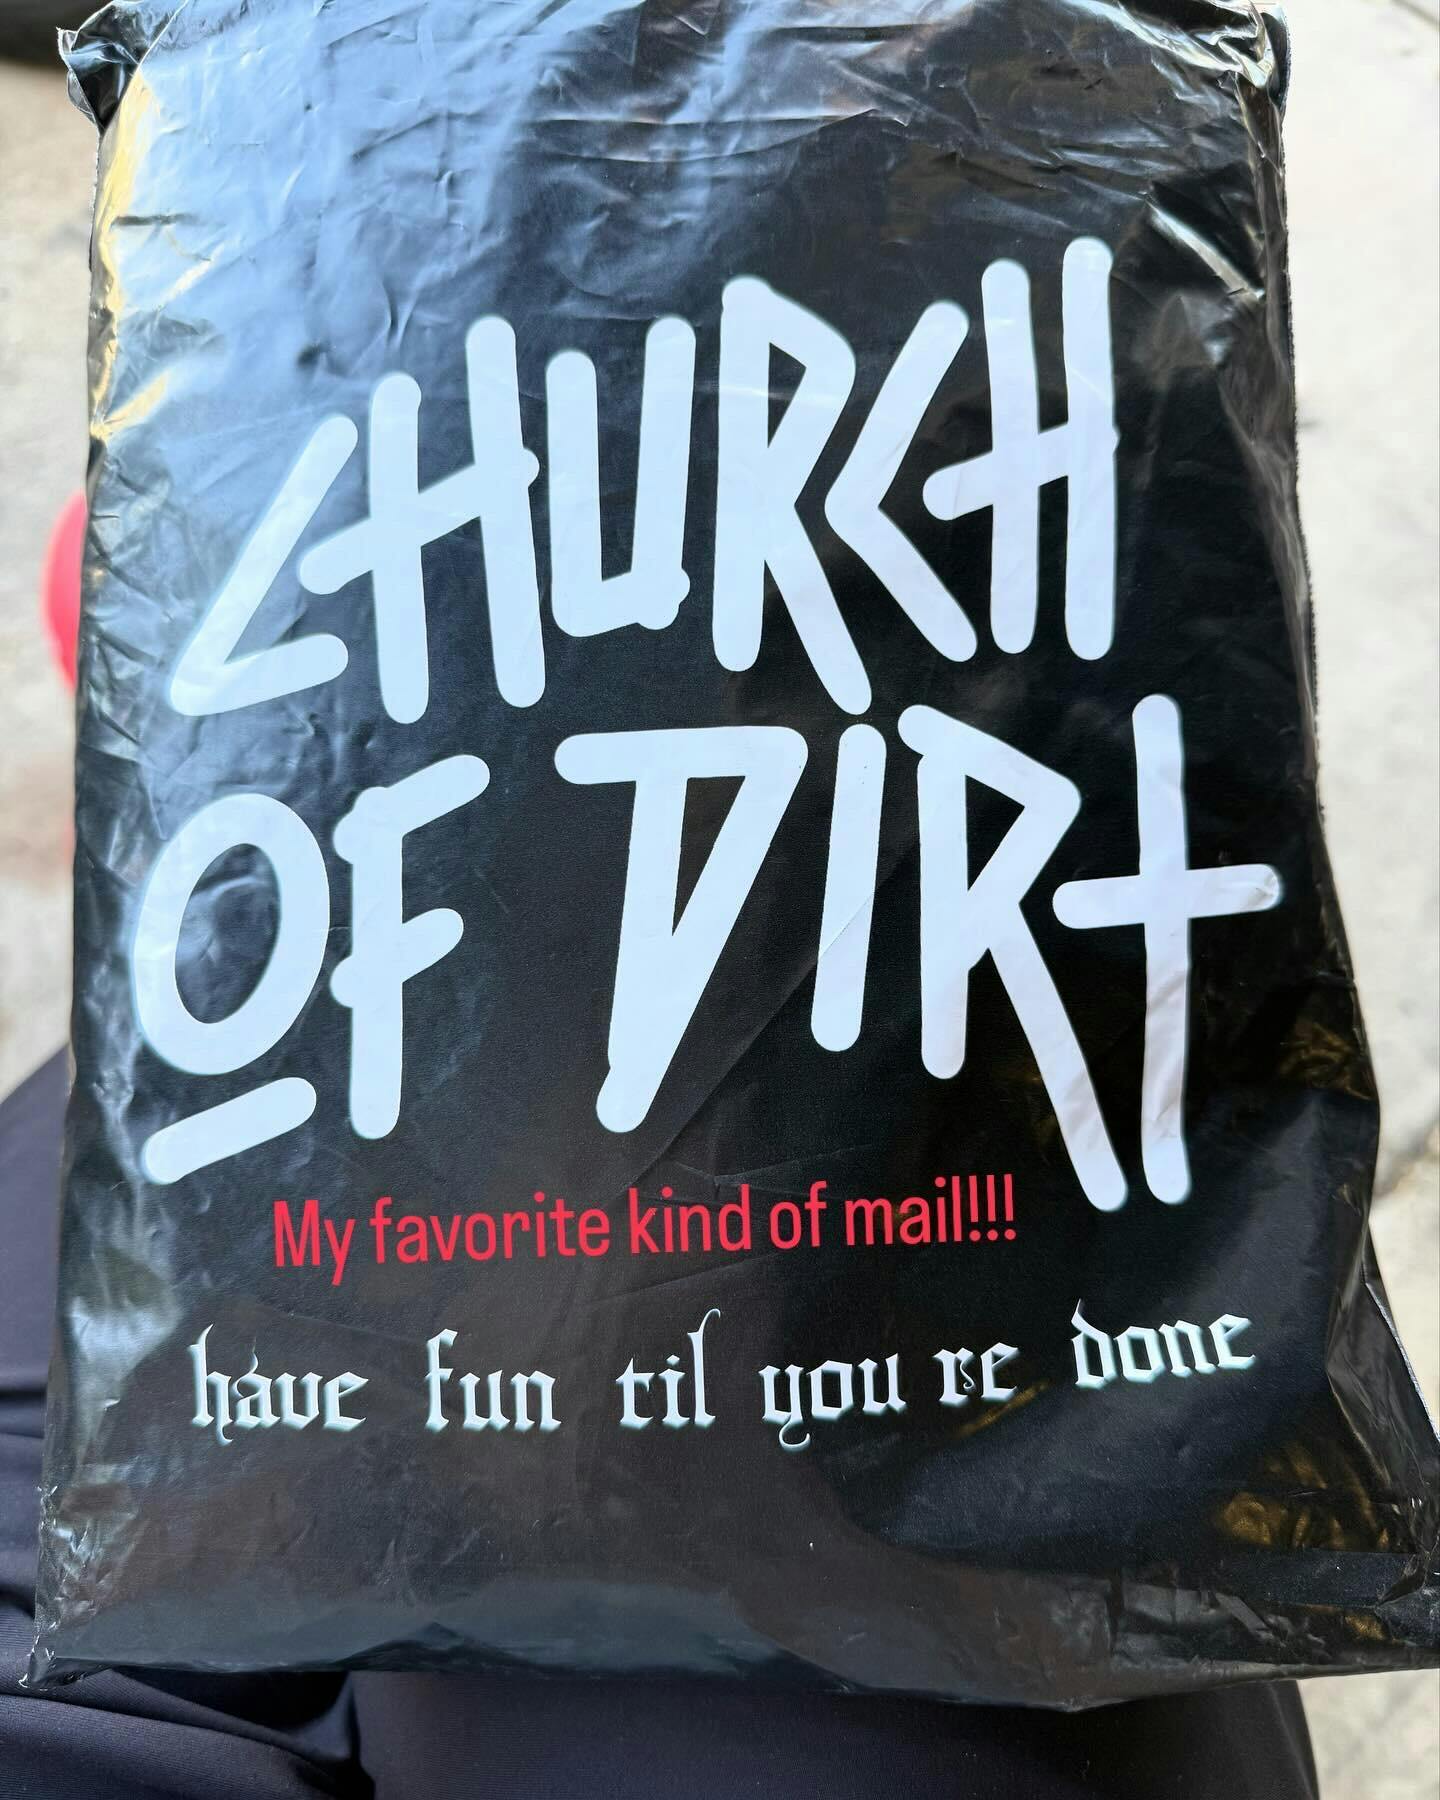 CHURCH
OF DIRt
My favorite kind of mail!!!
have fun til you re done